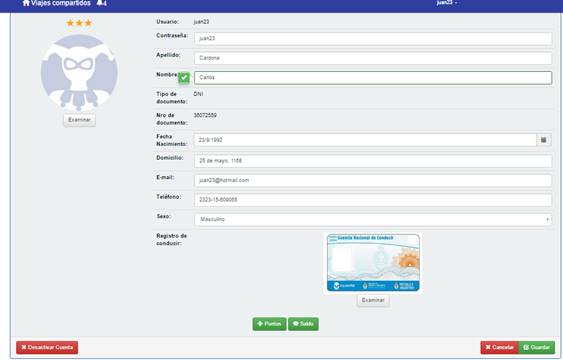 Viajes compartidos 4
juan23
Usuario: juan23
Contraseña: juan23
Apellido: Cardona
Nombre: Carlos
Tipo de
documento: DNI
Nro de
documento: 36072559
Fecha
Nacimiento: 23/9/1992
Domicilio: 25 de mayo, 1168
E-mail: juan23@hotmail.com
Teléfono: 2323-15-609065
Sexo: Masculino
Registro de
conducir:
Nacional de Conducir
Examinar
Examinar
Puntos Saldo
Desactivar Cuenta Cancelar Guardar